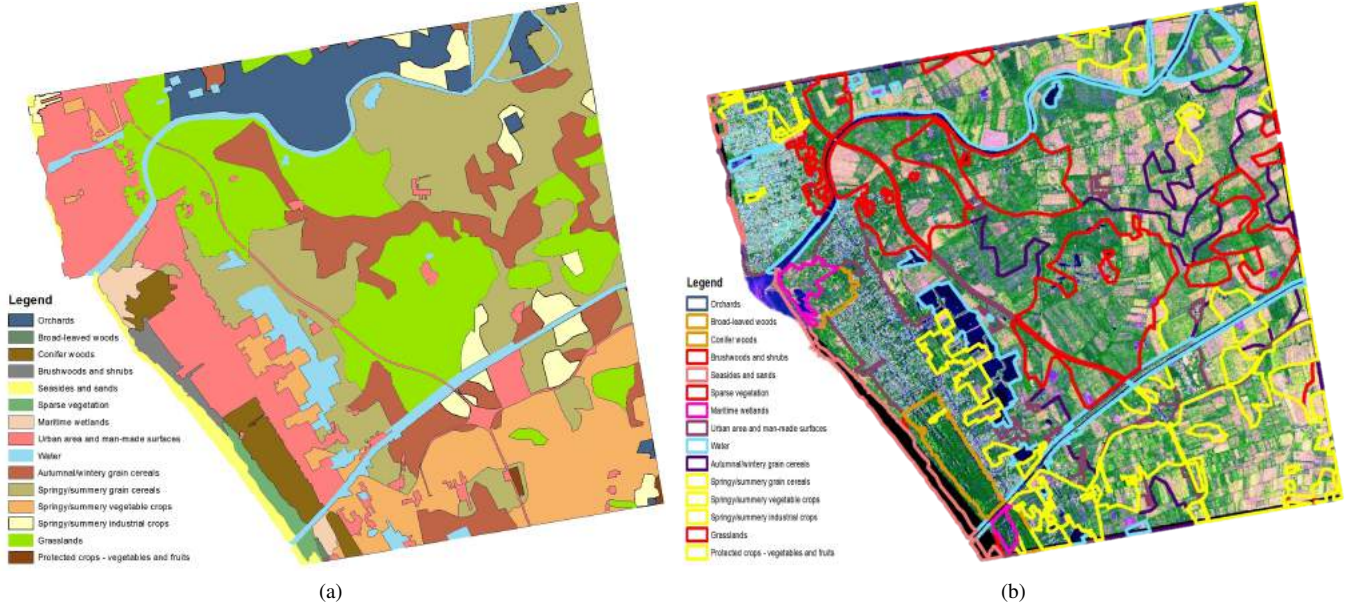 Legend
Orchards
Broad-leaved woods
Conifer woods
Brushwoods and shrubs
Seasides and sands
Sparse vegetation
Maritime wetlands
Urban area and man-made surfaces
Water
Autumnal/wintery grain cereals
Springy/summery grain cereals
Springy/summery vegetable crops
Springy/summery industrial crops
Grasslands
Protected crops - vegetables and fruits
(a)
Legend
Orchards
Broad-leaved woods
Conifer woods
Brushwoods and shrubs
Seasides and sands
Sparse vegetation
Maritime wetlands
Urban area and man-made surfaces
Water
Autumnal/wintery grain cereals
Springy/summery grain cereals
Springy/summery vegetable crops
Springy/summery industrial crops
Grasslands
Protected crops - vegetables and fruits
(b)